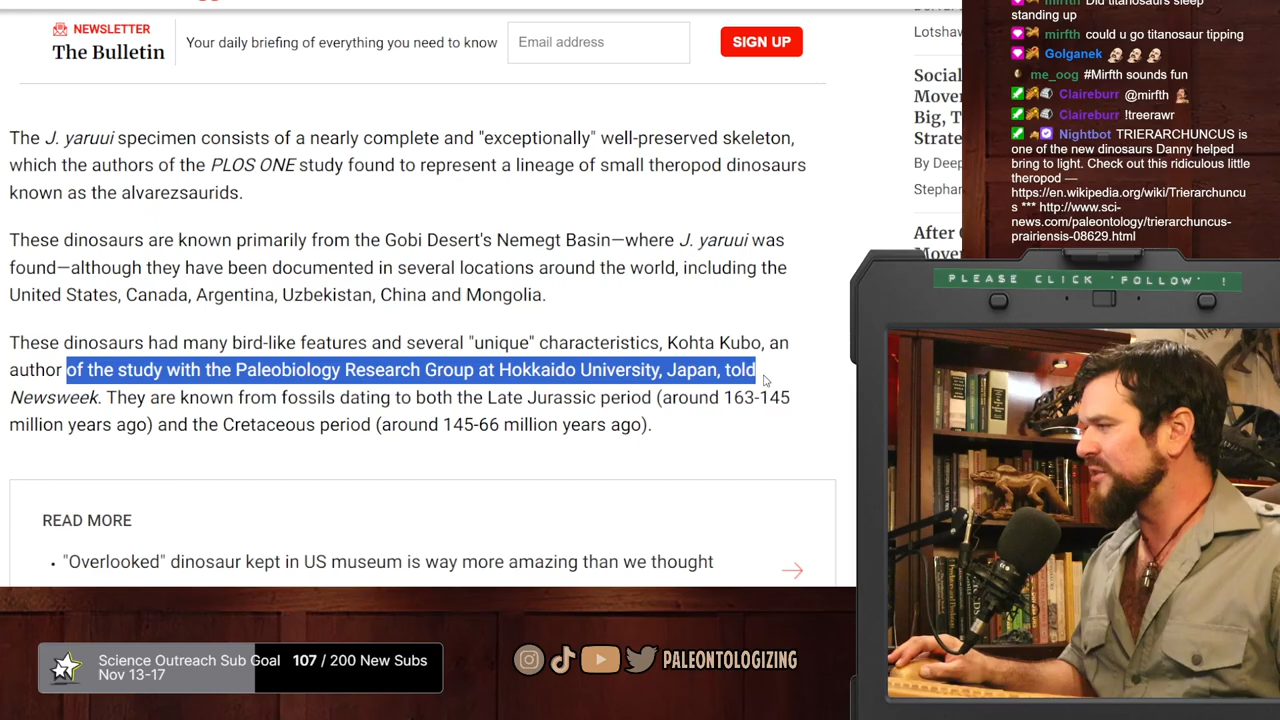 NEWSLETTER
The Bulletin
Your daily briefing of everything you need to know
Email address
SIGN UP
The J. yaruui specimen consists of a nearly complete and "exceptionally" well-preserved skeleton,
which the authors of the PLOS ONE study found to represent a lineage of small theropod dinosaurs
known as the alvarezsaurids.
These dinosaurs are known primarily from the Gobi Desert's Nemegt Basin—where J. yaruui was
found—although they have been documented in several locations around the world, including the
United States, Canada, Argentina, Uzbekistan, China and Mongolia.
These dinosaurs had many bird-like features and several "unique" characteristics, Kohta Kubo, an
author of the study with the Paleobiology Research Group at Hokkaido University, Japan, told
Newsweek. They are known from fossils dating to both the Late Jurassic period (around 163-145
million years ago) and the Cretaceous period (around 145-66 million years ago).
READ MORE
• "Overlooked" dinosaur kept in US museum is way more amazing than we thought
Lotshaw
Social
Movem
Big, T
Strate
By Deep
Stephan
After C
Movem
mirfth Did titanosaurs sleep
standing up
mirfth could u go titanosaur tipping
Golganek
me_oog #Mirfth sounds fun
Claireburr @mirfth
Claireburr !treerawr
Nightbot TRIERARCHUNCUS is
one of the new dinosaurs Danny helped
bring to light. Check out this ridiculous little
theropod —
https://en.wikipedia.org/wiki/Trierarchuncu
s *** http://www.sci-
news.com/paleontology/trierarchuncus-
prairiensis-08629.html
PLEASE CLICK 'FOLLOW' !
Science Outreach Sub Goal 107 / 200 New Subs
Nov 13-17
PALEONTOLOGIZING